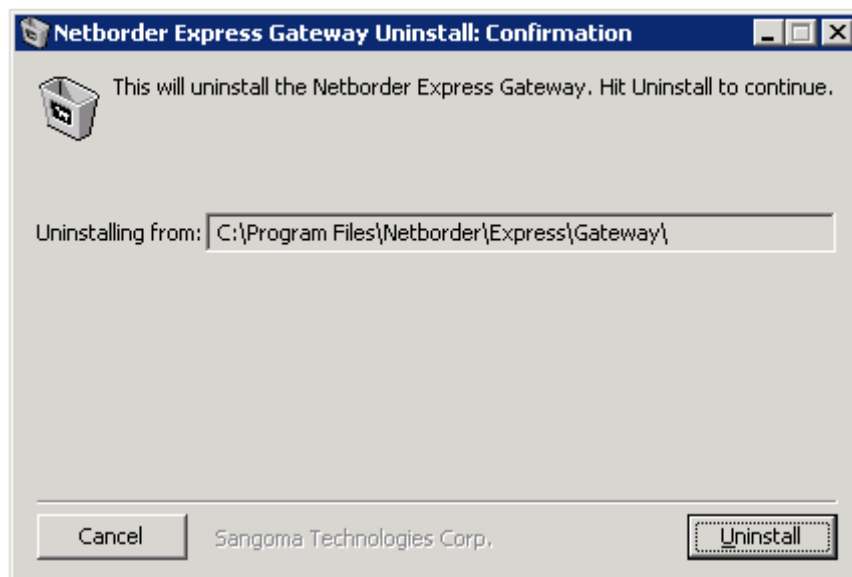 Netborder Express Gateway Uninstall: Confirmation
This will uninstall the Netborder Express Gateway. Hit Uninstall to continue.
Uninstalling from: C:\Program Files\Netborder\Express\Gateway\
Cancel Sangoma Technologies Corp. Uninstall